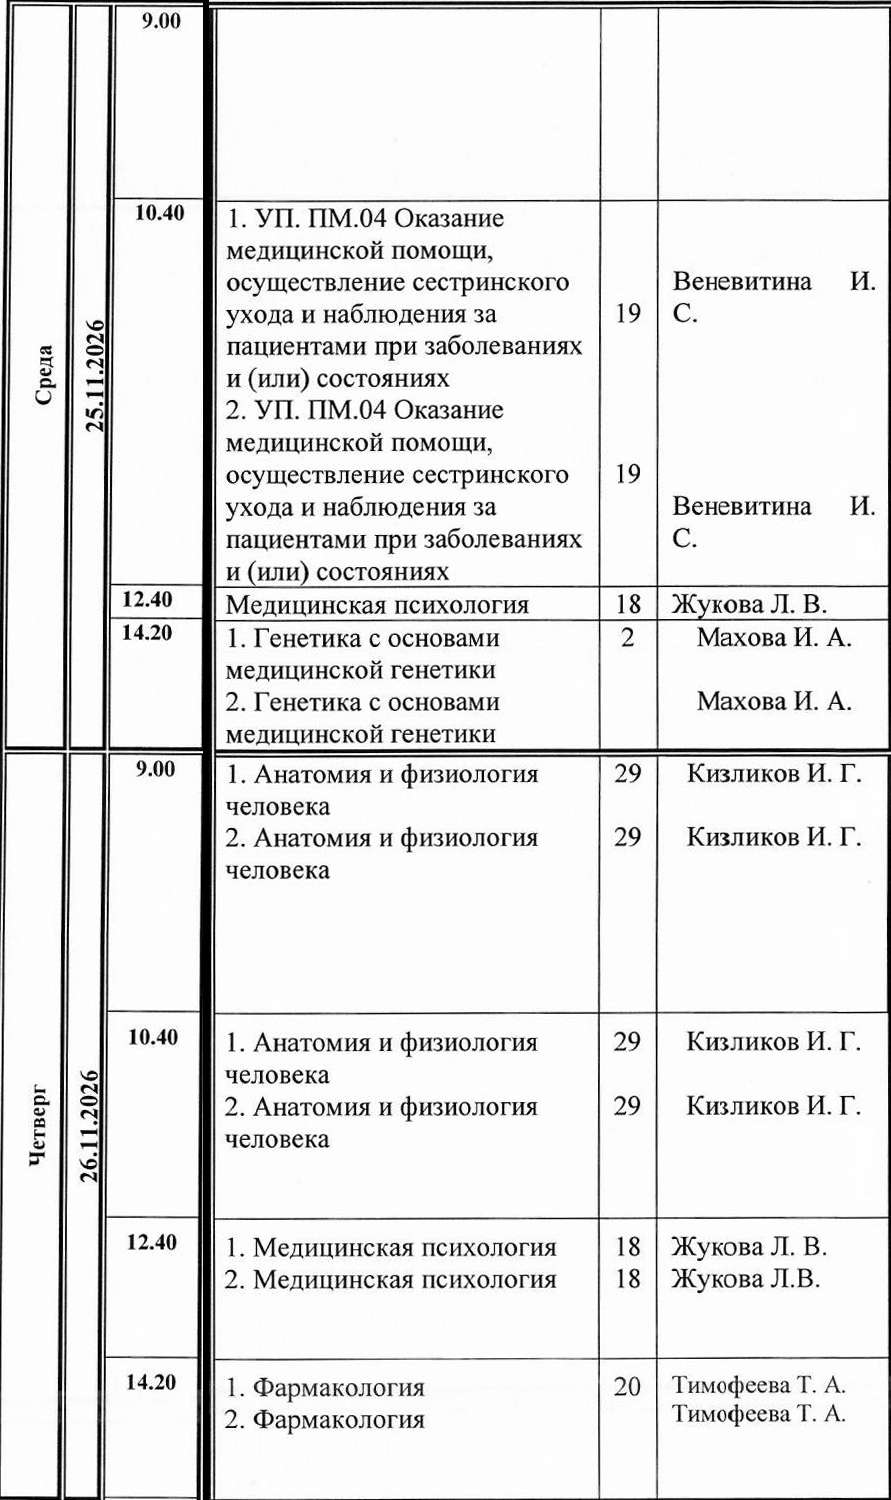 Среда
25.11.2026
9.00
10.40
1. УП. ПМ.04 Оказание
медицинской помощи,
осуществление сестринского
ухода и наблюдения за
пациентами при заболеваниях
и (или) состояниях
2. УП. ПМ.04 Оказание
медицинской помощи,
осуществление сестринского
ухода и наблюдения за
пациентами при заболеваниях
и (или) состояниях
19
19
Веневитина И.
С.
Веневитина И.
С.
12.40
Медицинская психология
18
Жукова Л. В.
14.20
1. Генетика с основами
медицинской генетики
2. Генетика с основами
медицинской генетики
2
Махова И. А.
Махова И. А.
Четверг
26.11.2026
9.00
1. Анатомия и физиология
человека
2. Анатомия и физиология
человека
29
29
Кизликов И. Г.
Кизликов И. Г.
10.40
1. Анатомия и физиология
человека
2. Анатомия и физиология
человека
29
29
Кизликов И. Г.
Кизликов И. Г.
12.40
1. Медицинская психология
2. Медицинская психология
18
18
Жукова Л. В.
Жукова Л.В.
14.20
1. Фармакология
2. Фармакология
20
Тимофеева Т. А.
Тимофеева Т. А.